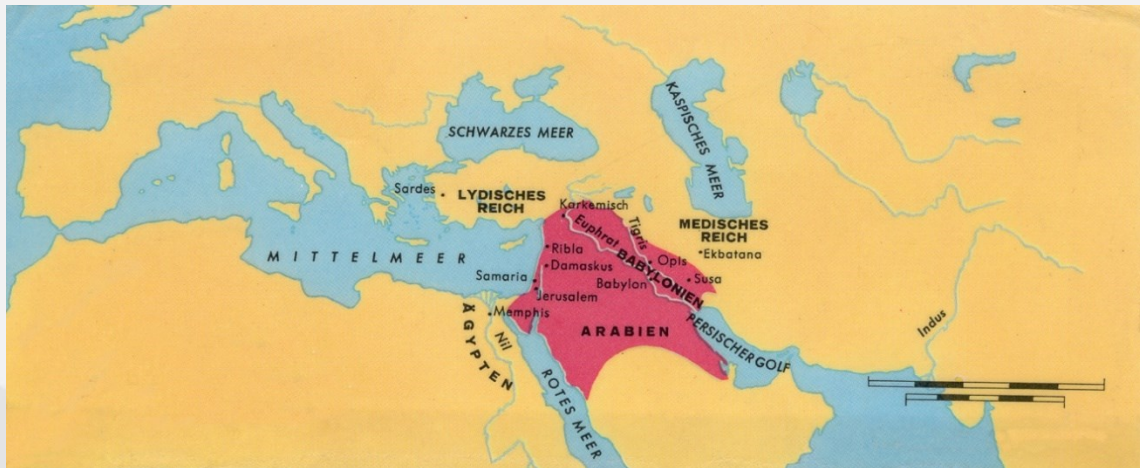 SCHWARZES MEER
KASPISCHES MEER
Sardes
LYDISCHES
REICH
Karkemisch
Euphrat
Tigris
MEDISCHES
REICH
Ekbatana
MITTELMEER
Ribla
Damaskus
BABYLONIEN
Opis
Susa
Samaria
Babylon
Jerusalem
Memphis
ÄGYPTEN
Nil
ARABIEN
PERSISCHER GOLF
ROTES MEER
Indus